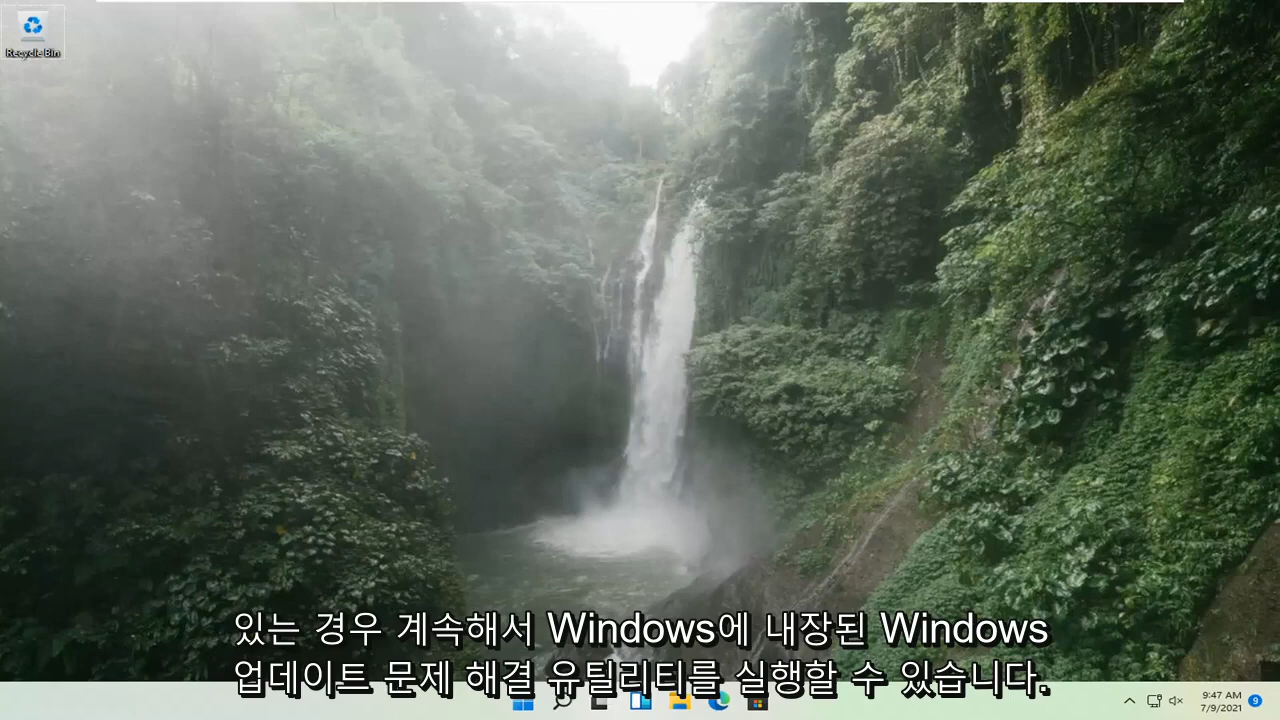 Recycle Bin
있는 경우 계속해서 Windows에 내장된 Windows
업데이트 문제 해결 유틸리티를 실행할 수 있습니다.
9:47 AM
7/9/2021
9